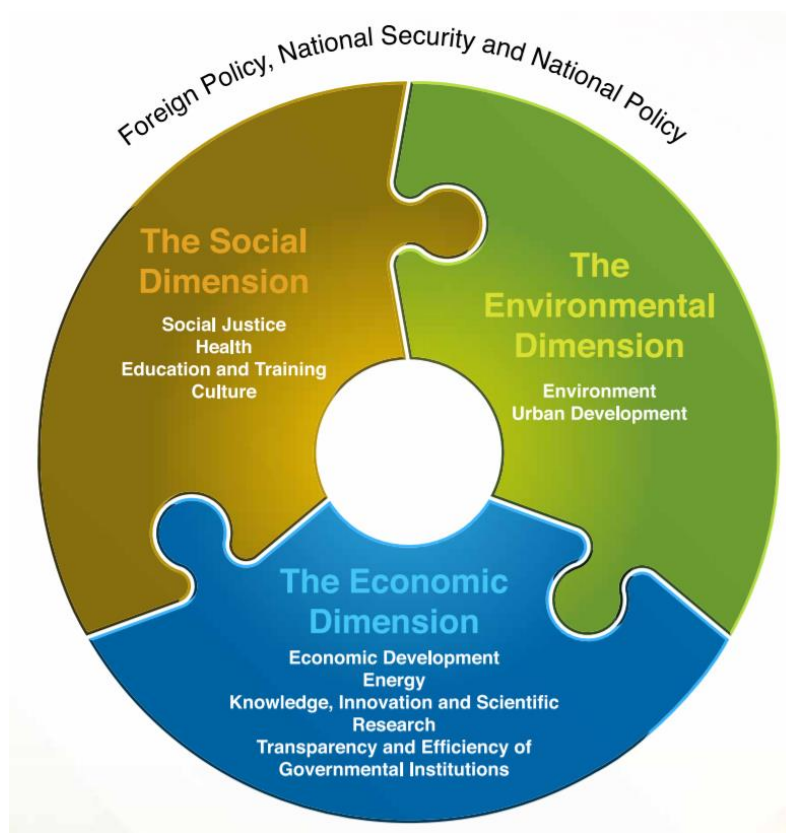 Foreign Policy, National Security and National Policy
The Social
Dimension
Social Justice
Health
Education and Training
Culture
The
Environmental
Dimension
Environment
Urban Development
The Economic
Dimension
Economic Development
Energy
Knowledge, Innovation and Scientific
Research
Transparency and Efficiency of
Governmental Institutions